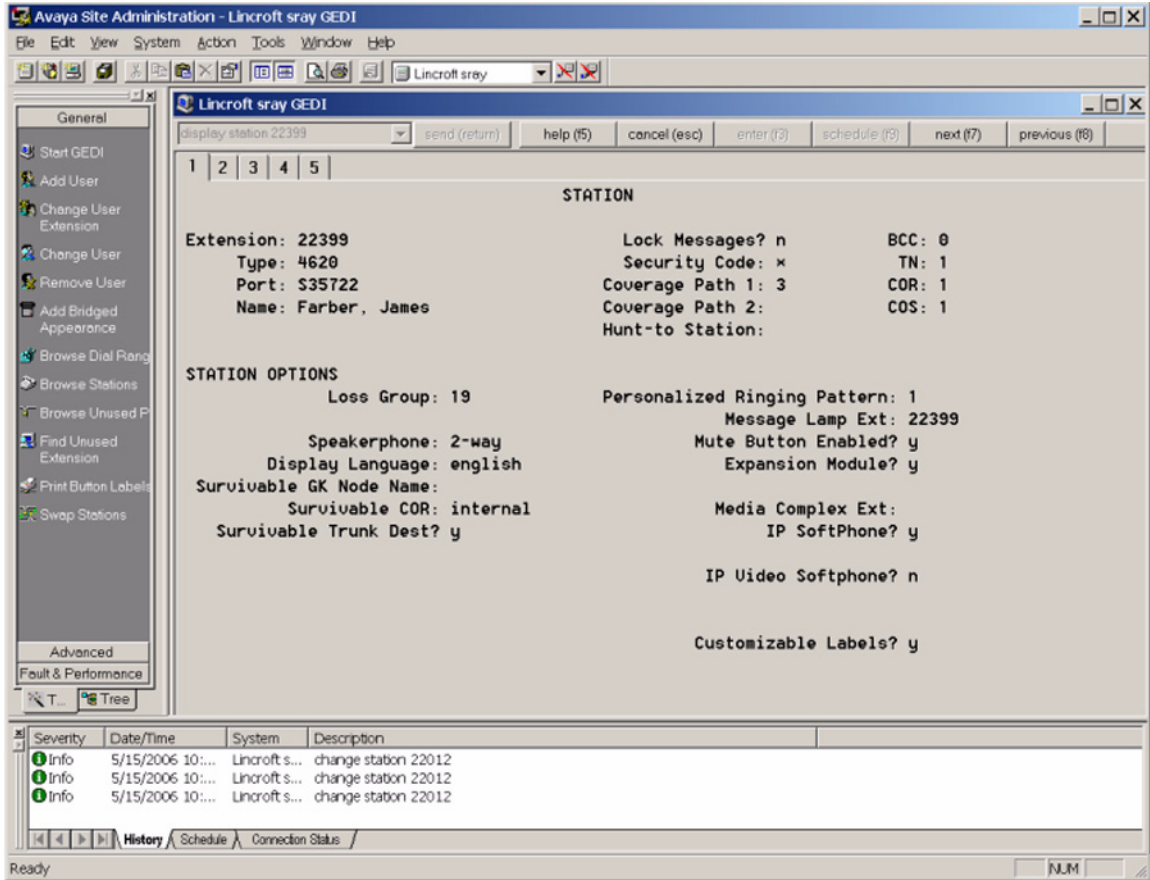 Avaya Site Administration - Lincroft sray GEDI
File Edit View System Action Tools Window Help
Lincroft sray
General
Start GEDI
Add User
Change User
Extension
Change User
Remove User
Add Bridged
Appearance
Browse Dial Rang
Browse Stations
Browse Unused P
Find Unused
Extension
Print Button Labels
Swap Stations
Advanced
Fault & Performance
T... Tree
Lincroft sray GEDI
display station 22399 send (return) help (f5) cancel (esc) enter (f3) schedule (f9) next (f7) previous (f8)
1 2 3 4 5
STATION
Extension: 22399 Lock Messages? n BCC: 0
Type: 4620 Security Code: * TN: 1
Port: S35722 Coverage Path 1: 3 COR: 1
Name: Farber, James Coverage Path 2: COS: 1
Hunt-to Station:
STATION OPTIONS
Loss Group: 19 Personalized Ringing Pattern: 1
Message Lamp Ext: 22399
Speakerphone: 2-way Mute Button Enabled? y
Display Language: english Expansion Module? y
Survivable GK Node Name:
Survivable COR: internal Media Complex Ext:
Survivable Trunk Dest? y IP SoftPhone? y
IP Video Softphone? n
Customizable Labels? y
Severity Date/Time System Description
Info 5/15/2006 10:... Lincroft s... change station 22012
Info 5/15/2006 10:... Lincroft s... change station 22012
Info 5/15/2006 10:... Lincroft s... change station 22012
History Schedule Connection Status
Ready NUM